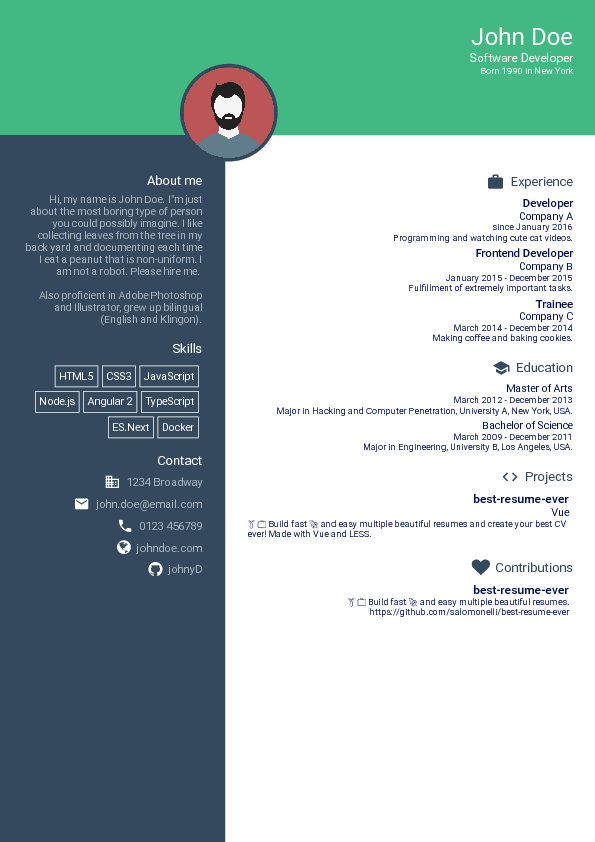 John Doe
Software Developer
Born 1990 in New York
About me
Hi, my name is John Doe. I'm just
about the most boring type of person
you could possibly imagine. I like
collecting leaves from the tree in my
back yard and documenting each time
I eat a peanut that is non-uniform. I
am not a robot. Please hire me.
Also proficient in Adobe Photoshop
and Illustrator, grew up bilingual
(English and Klingon).
Skills
HTML5 CSS3 JavaScript
Node.js Angular 2 TypeScript
ES.Next Docker
Contact
1234 Broadway
john.doe@email.com
0123 456789
johndoe.com
johnyD
Experience
Developer
Company A
since January 2016
Programming and watching cute cat videos.
Frontend Developer
Company B
January 2015 - December 2015
Fulfillment of extremely important tasks.
Trainee
Company C
March 2014 - December 2014
Making coffee and baking cookies.
Education
Master of Arts
March 2012 - December 2013
Major in Hacking and Computer Penetration, University A, New York, USA.
Bachelor of Science
March 2009 - December 2011
Major in Engineering, University B, Los Angeles, USA.
Projects
best-resume-ever
Vue
👔 💼 Build fast 🚀 and easy multiple beautiful resumes and create your best CV
ever! Made with Vue and LESS.
Contributions
best-resume-ever
👔 💼 Build fast 🚀 and easy multiple beautiful resumes.
https://github.com/salomonelli/best-resume-ever